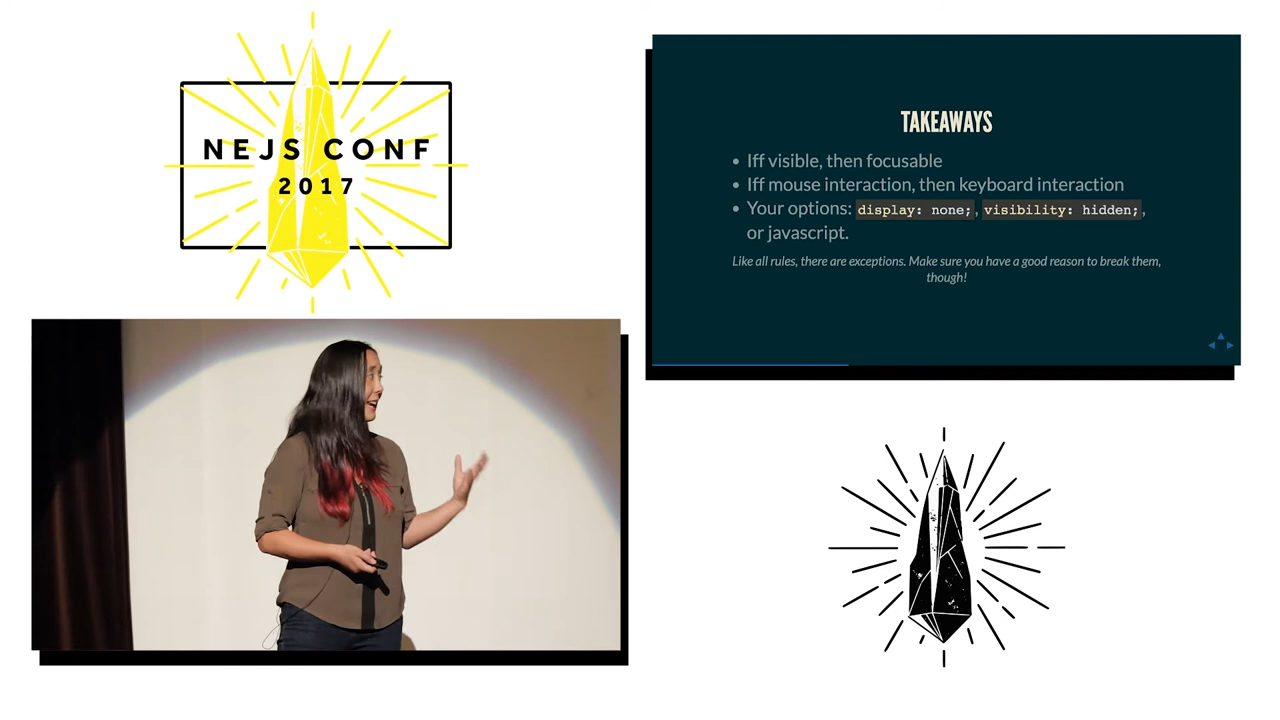 NEJS CONF
2017
TAKEAWAYS
• Iff visible, then focusable
• Iff mouse interaction, then keyboard interaction
• Your options: display: none;, visibility: hidden;,
or javascript.
Like all rules, there are exceptions. Make sure you have a good reason to break them,
though!